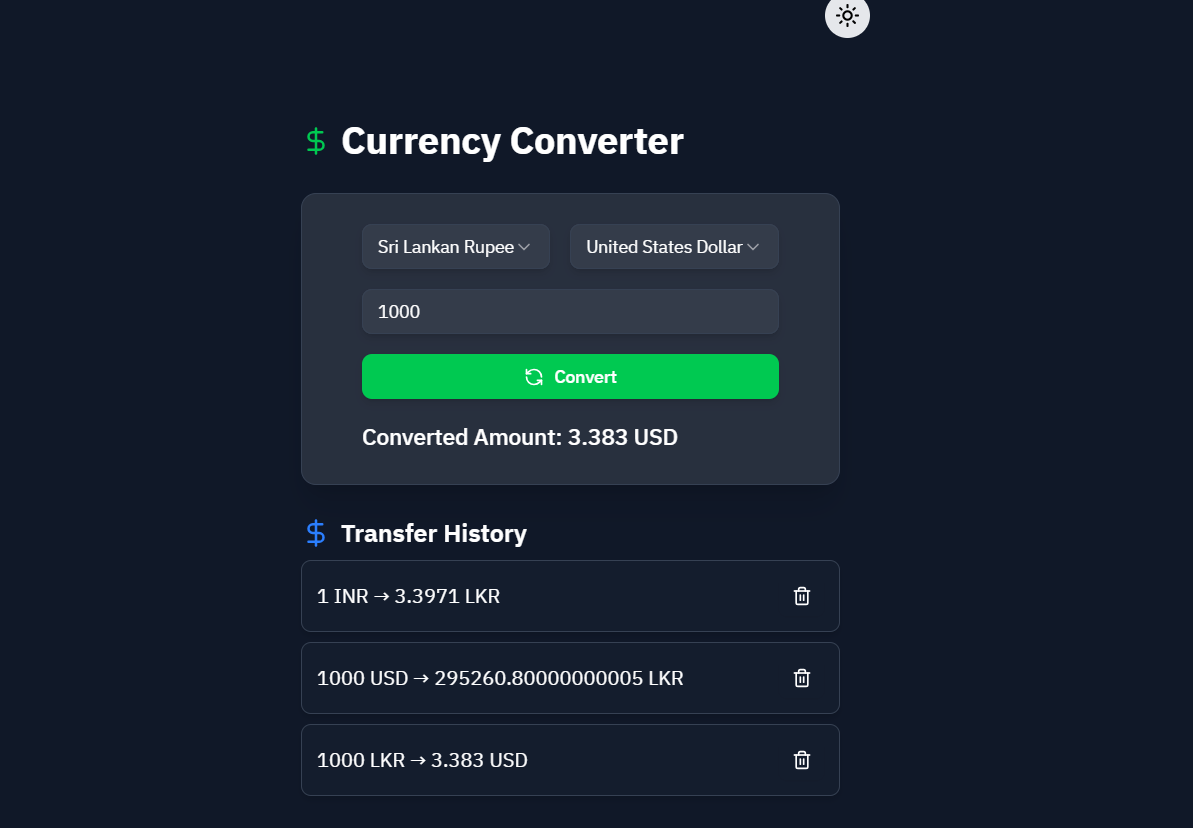 $ Currency Converter
Sri Lankan Rupee United States Dollar
1000
Convert
Converted Amount: 3.383 USD
$ Transfer History
1 INR → 3.3971 LKR
1000 USD → 295260.80000000005 LKR
1000 LKR → 3.383 USD